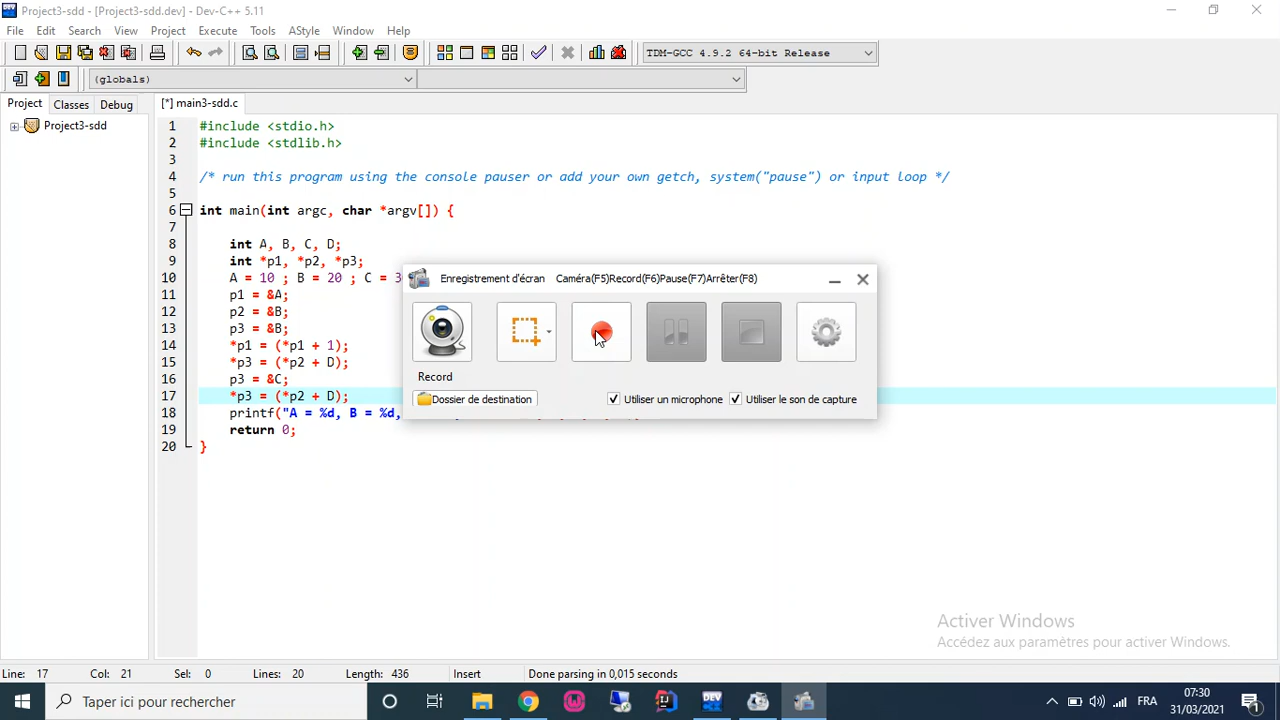 Project3-sdd - [Project3-sdd.dev] - Dev-C++ 5.11
File Edit Search View Project Execute Tools AStyle Window Help
TDM-GCC 4.9.2 64-bit Release
(globals)
Project Classes Debug [*] main3-sdd.c
Project3-sdd
1 #include <stdio.h>
2 #include <stdlib.h>
3
4 /* run this program using the console pauser or add your own getch, system("pause") or input loop */
5
6 int main(int argc, char *argv[]) {
7
8 int A, B, C, D;
9 int *p1, *p2, *p3;
10 A = 10 ; B = 20 ; C = 3
11 p1 = &A;
12 p2 = &B;
13 p3 = &B;
14 *p1 = (*p1 + 1);
15 *p3 = (*p2 + D);
16 p3 = &C;
17 *p3 = (*p2 + D);
18 printf("A = %d, B = %d,
19 return 0;
20 }
Enregistrement d'écran Caméra(F5)Record(F6)Pause(F7)Arrêter(F8)
Record
Dossier de destination Utiliser un microphone Utiliser le son de capture
Activer Windows
Accédez aux paramètres pour activer Windows.
Line: 17 Col: 21 Sel: 0 Lines: 20 Length: 436 Insert Done parsing in 0,015 seconds
Taper ici pour rechercher
FRA
07:30
31/03/2021